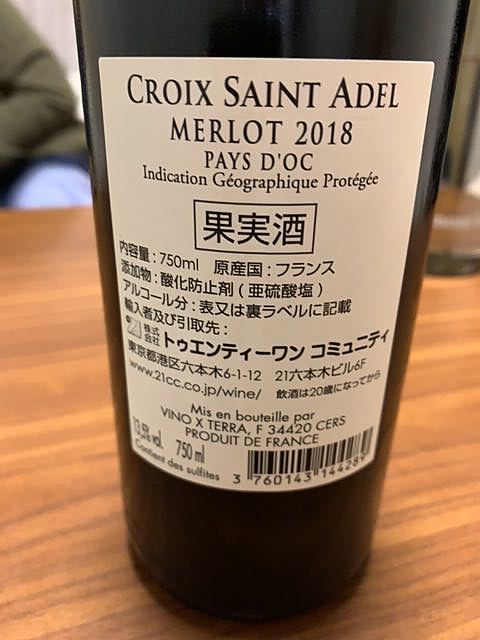 CROIX SAINT ADEL
MERLOT 2018
PAYS D'OC
Indication Géographique Protégée
果実酒
内容量:750ml 原産国:フランス
添加物:酸化防止剤(亜硫酸塩)
アルコール分:表又は裏ラベルに記載
輸入者及び引取先:
株式会社 トゥエンティーワン コミュニティ
東京都港区六本木6-1-12 21六本木ビル6F
www.21cc.co.jp/wine/ 飲酒は20歳になってから
Mis en bouteille par
VINO X TERRA, F 34420 CERS
PRODUIT DE FRANCE
13,5% vol. 750 ml
Contient des sulfites
3 760143 144289